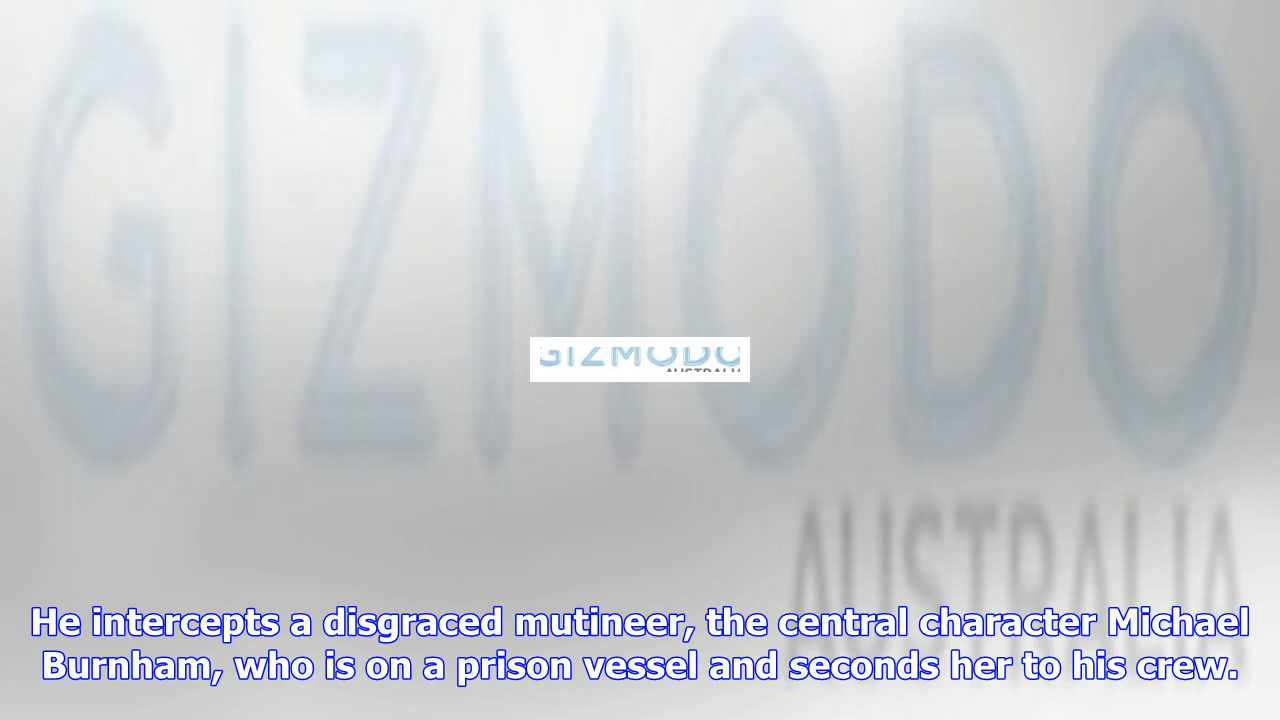 GIZMODO
AUSTRALIA
GIZMODO
AUSTRALIA
He intercepts a disgraced mutineer, the central character Michael
Burnham, who is on a prison vessel and seconds her to his crew.